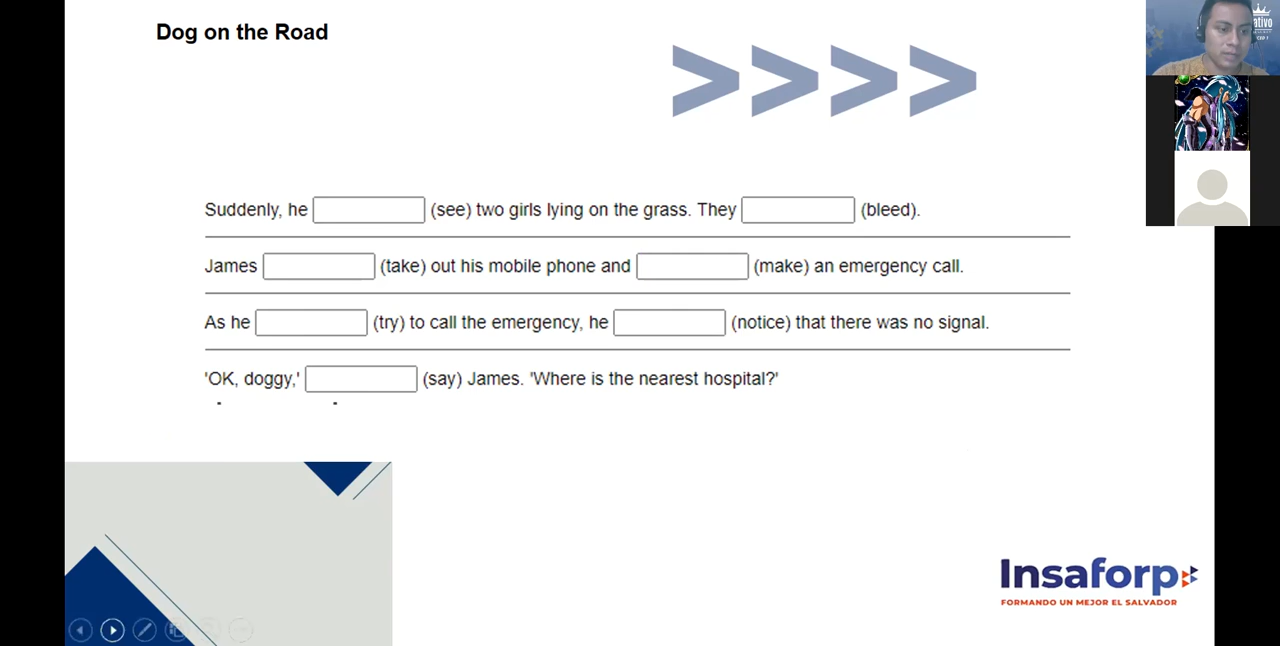 Dog on the Road
>>>>
Suddenly, he (see) two girls lying on the grass. They (bleed).
James (take) out his mobile phone and (make) an emergency call.
As he (try) to call the emergency, he (notice) that there was no signal.
'OK, doggy,' (say) James. 'Where is the nearest hospital?'
Insaforp
FORMANDO UN MEJOR EL SALVADOR